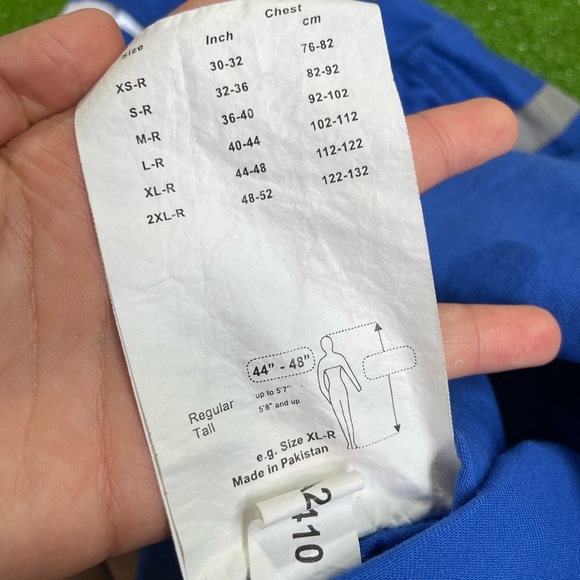 Size Inch Chest cm
XS-R 30-32 76-82
S-R 32-36 82-92
M-R 36-40 92-102
L-R 40-44 102-112
XL-R 44-48 112-122
2XL-R 48-52 122-132
44" - 48"
Regular up to 5'7"
Tall 5'8" and up
e.g. Size XL-R
Made in Pakistan
110